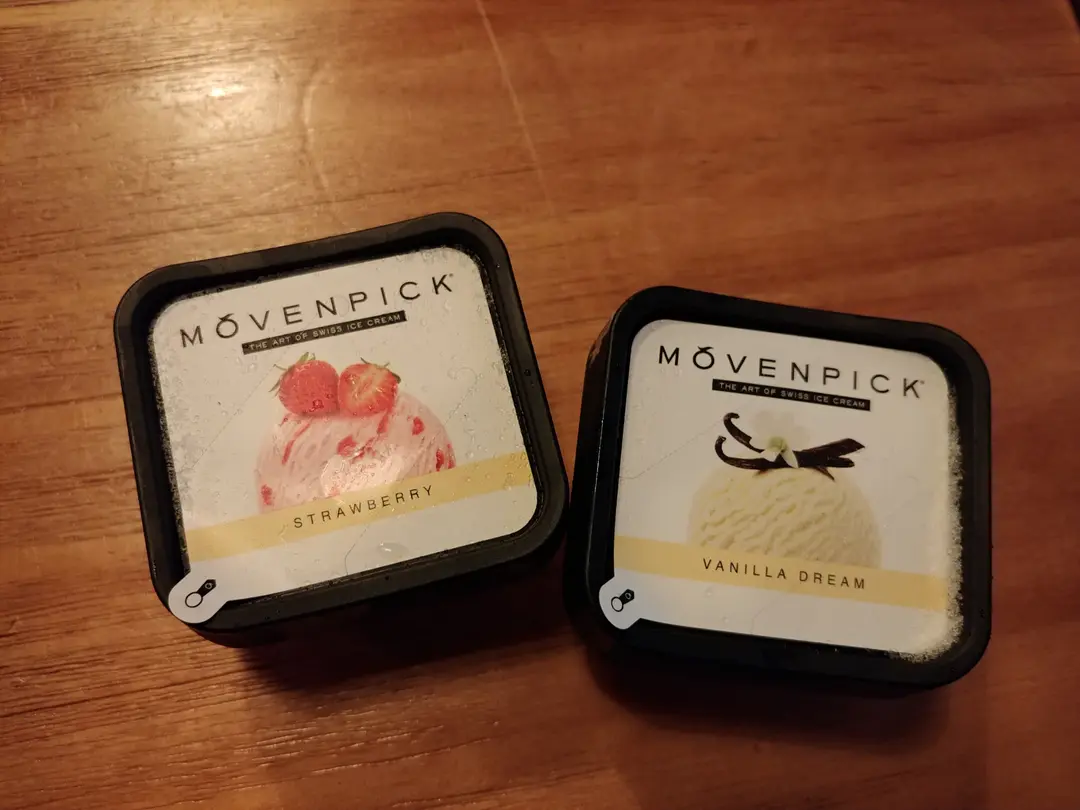 MÖVENPICK®
THE ART OF SWISS ICE CREAM
STRAWBERRY
MÖVENPICK®
THE ART OF SWISS ICE CREAM
VANILLA DREAM